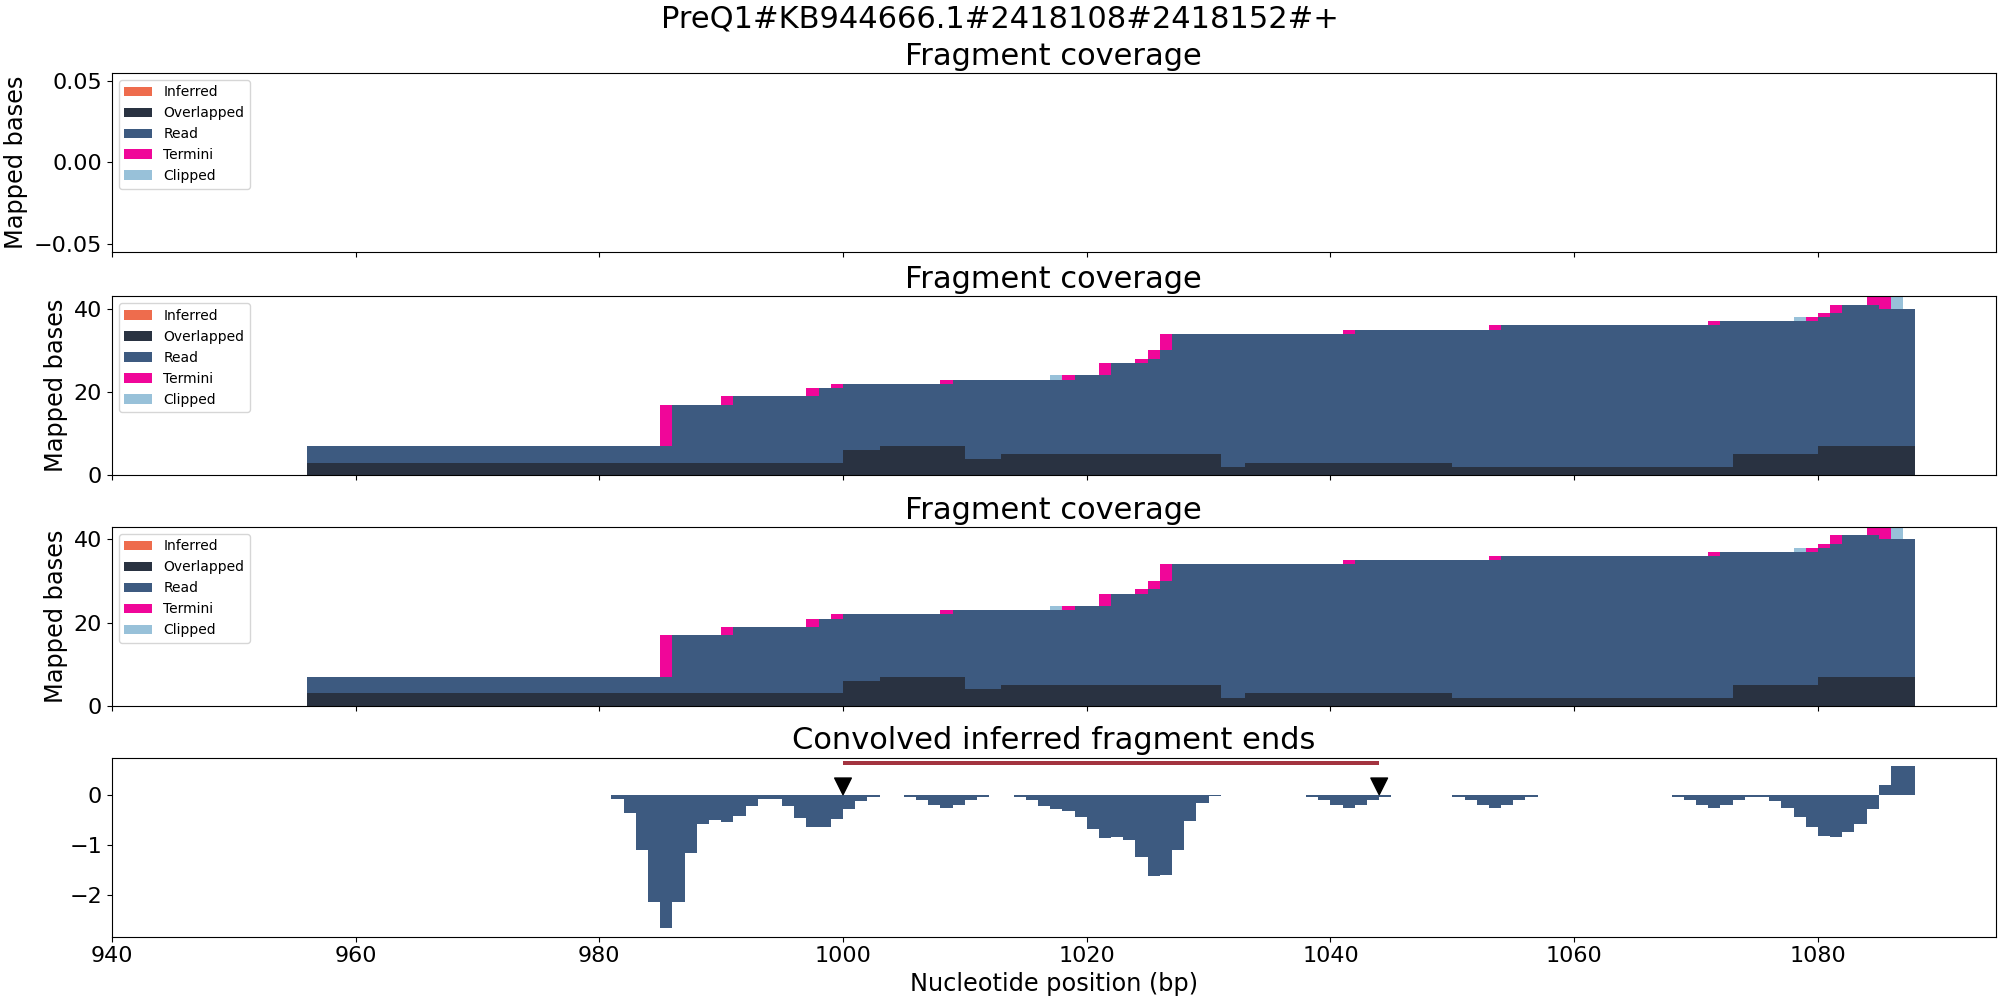 PreQ1#KB944666.1#2418108#2418152#+
Fragment coverage
Mapped bases
0.05
0.00
−0.05
Inferred
Overlapped
Read
Termini
Clipped
Fragment coverage
Mapped bases
40
20
0
Inferred
Overlapped
Read
Termini
Clipped
Fragment coverage
Mapped bases
40
20
0
Inferred
Overlapped
Read
Termini
Clipped
Convolved inferred fragment ends
0
−1
−2
940 960 980 1000 1020 1040 1060 1080
Nucleotide position (bp)